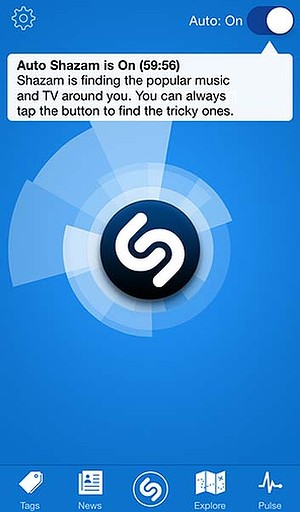 Auto: On
Auto Shazam is On (59:56)
Shazam is finding the popular music
and TV around you. You can always
tap the button to find the tricky ones.
Tags
News
Explore
Pulse